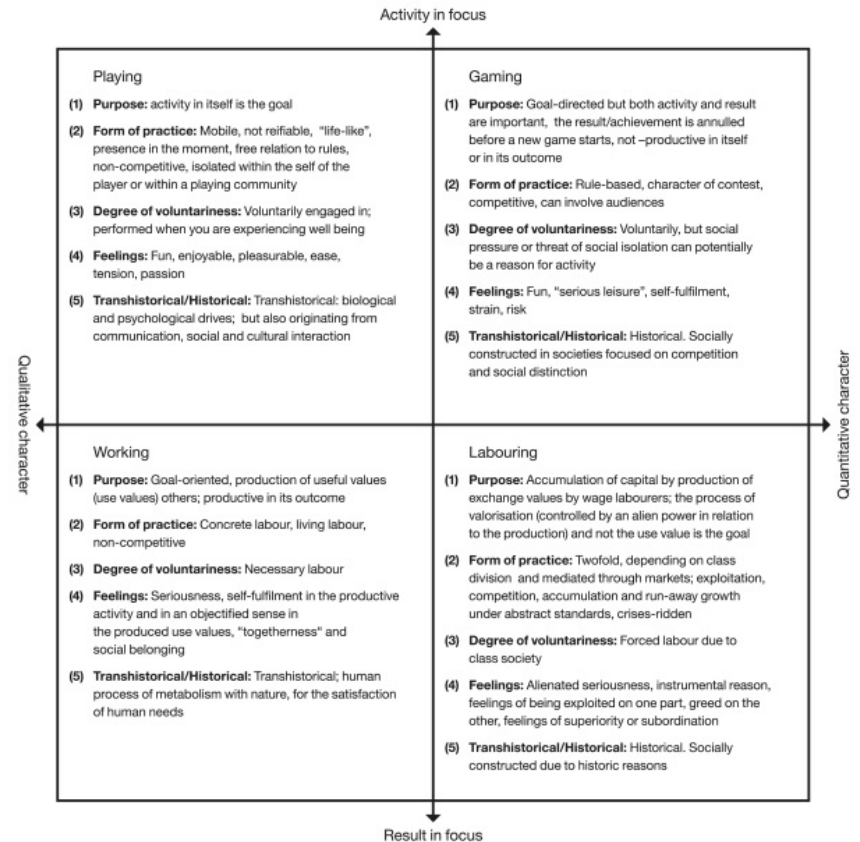 Activity in focus
Playing
(1) Purpose: activity in itself is the goal
(2) Form of practice: Mobile, not reifiable, "life-like",
presence in the moment, free relation to rules,
non-competitive, isolated within the self of the
player or within a playing community
(3) Degree of voluntariness: Voluntarily engaged in;
performed when you are experiencing well being
(4) Feelings: Fun, enjoyable, pleasurable, ease,
tension, passion
(5) Transhistorical/Historical: Transhistorical: biological
and psychological drives; but also originating from
communication, social and cultural interaction
Gaming
(1) Purpose: Goal-directed but both activity and result
are important, the result/achievement is annulled
before a new game starts, not –productive in itself
or in its outcome
(2) Form of practice: Rule-based, character of contest,
competitive, can involve audiences
(3) Degree of voluntariness: Voluntarily, but social
pressure or threat of social isolation can potentially
be a reason for activity
(4) Feelings: Fun, "serious leisure", self-fulfilment,
strain, risk
(5) Transhistorical/Historical: Historical. Socially
constructed in societies focused on competition
and social distinction
Qualitative character
Quantitative character
Working
(1) Purpose: Goal-oriented, production of useful values
(use values) others; productive in its outcome
(2) Form of practice: Concrete labour, living labour,
non-competitive
(3) Degree of voluntariness: Necessary labour
(4) Feelings: Seriousness, self-fulfilment in the productive
activity and in an objectified sense in
the produced use values, "togetherness" and
social belonging
(5) Transhistorical/Historical: Transhistorical; human
process of metabolism with nature, for the satisfaction
of human needs
Labouring
(1) Purpose: Accumulation of capital by production of
exchange values by wage labourers; the process of
valorisation (controlled by an alien power in relation
to the production) and not the use value is the goal
(2) Form of practice: Twofold, depending on class
division and mediated through markets; exploitation,
competition, accumulation and run-away growth
under abstract standards, crises-ridden
(3) Degree of voluntariness: Forced labour due to
class society
(4) Feelings: Alienated seriousness, instrumental reason,
feelings of being exploited on one part, greed on the
other, feelings of superiority or subordination
(5) Transhistorical/Historical: Historical. Socially
constructed due to historic reasons
Result in focus